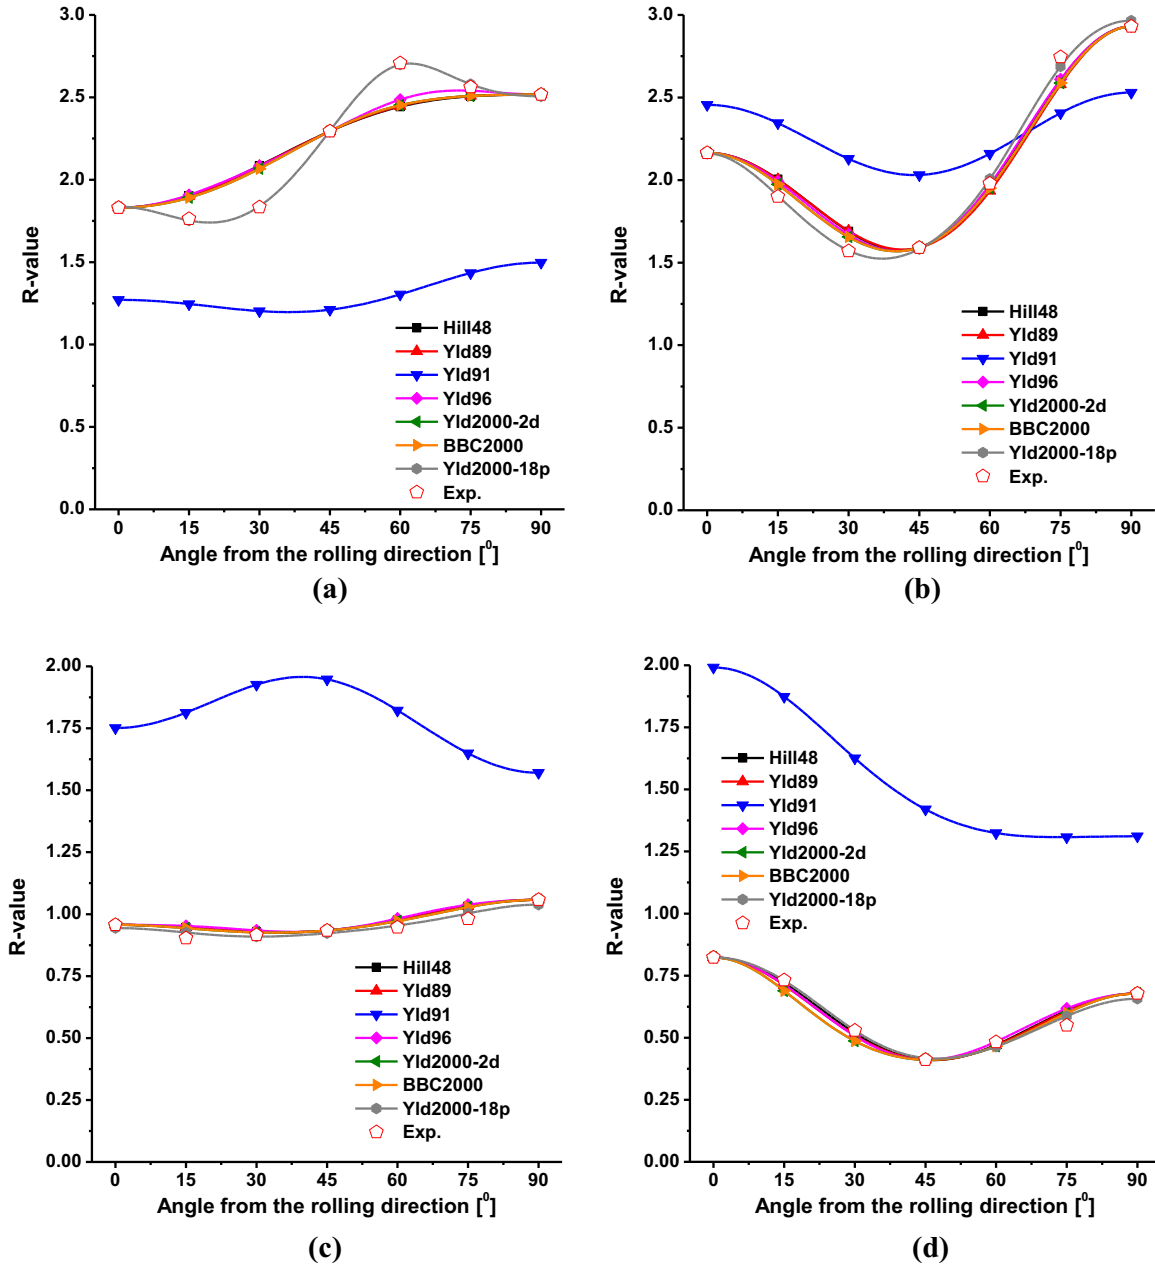 3.0
2.5
2.0
1.5
1.0
0.5
0.0
R-value
Hill48
Yld89
Yld91
Yld96
Yld2000-2d
BBC2000
Yld2000-18p
Exp.
0 15 30 45 60 75 90
Angle from the rolling direction [⁰]
(a)
3.0
2.5
2.0
1.5
1.0
0.5
0.0
R-value
Hill48
Yld89
Yld91
Yld96
Yld2000-2d
BBC2000
Yld2000-18p
Exp.
0 15 30 45 60 75 90
Angle from the rolling direction [⁰]
(b)
2.00
1.75
1.50
1.25
1.00
0.75
0.50
0.25
0.00
R-value
Hill48
Yld89
Yld91
Yld96
Yld2000-2d
BBC2000
Yld2000-18p
Exp.
0 15 30 45 60 75 90
Angle from the rolling direction [⁰]
(c)
2.00
1.75
1.50
1.25
1.00
0.75
0.50
0.25
0.00
R-value
Hill48
Yld89
Yld91
Yld96
Yld2000-2d
BBC2000
Yld2000-18p
Exp.
0 15 30 45 60 75 90
Angle from the rolling direction [⁰]
(d)